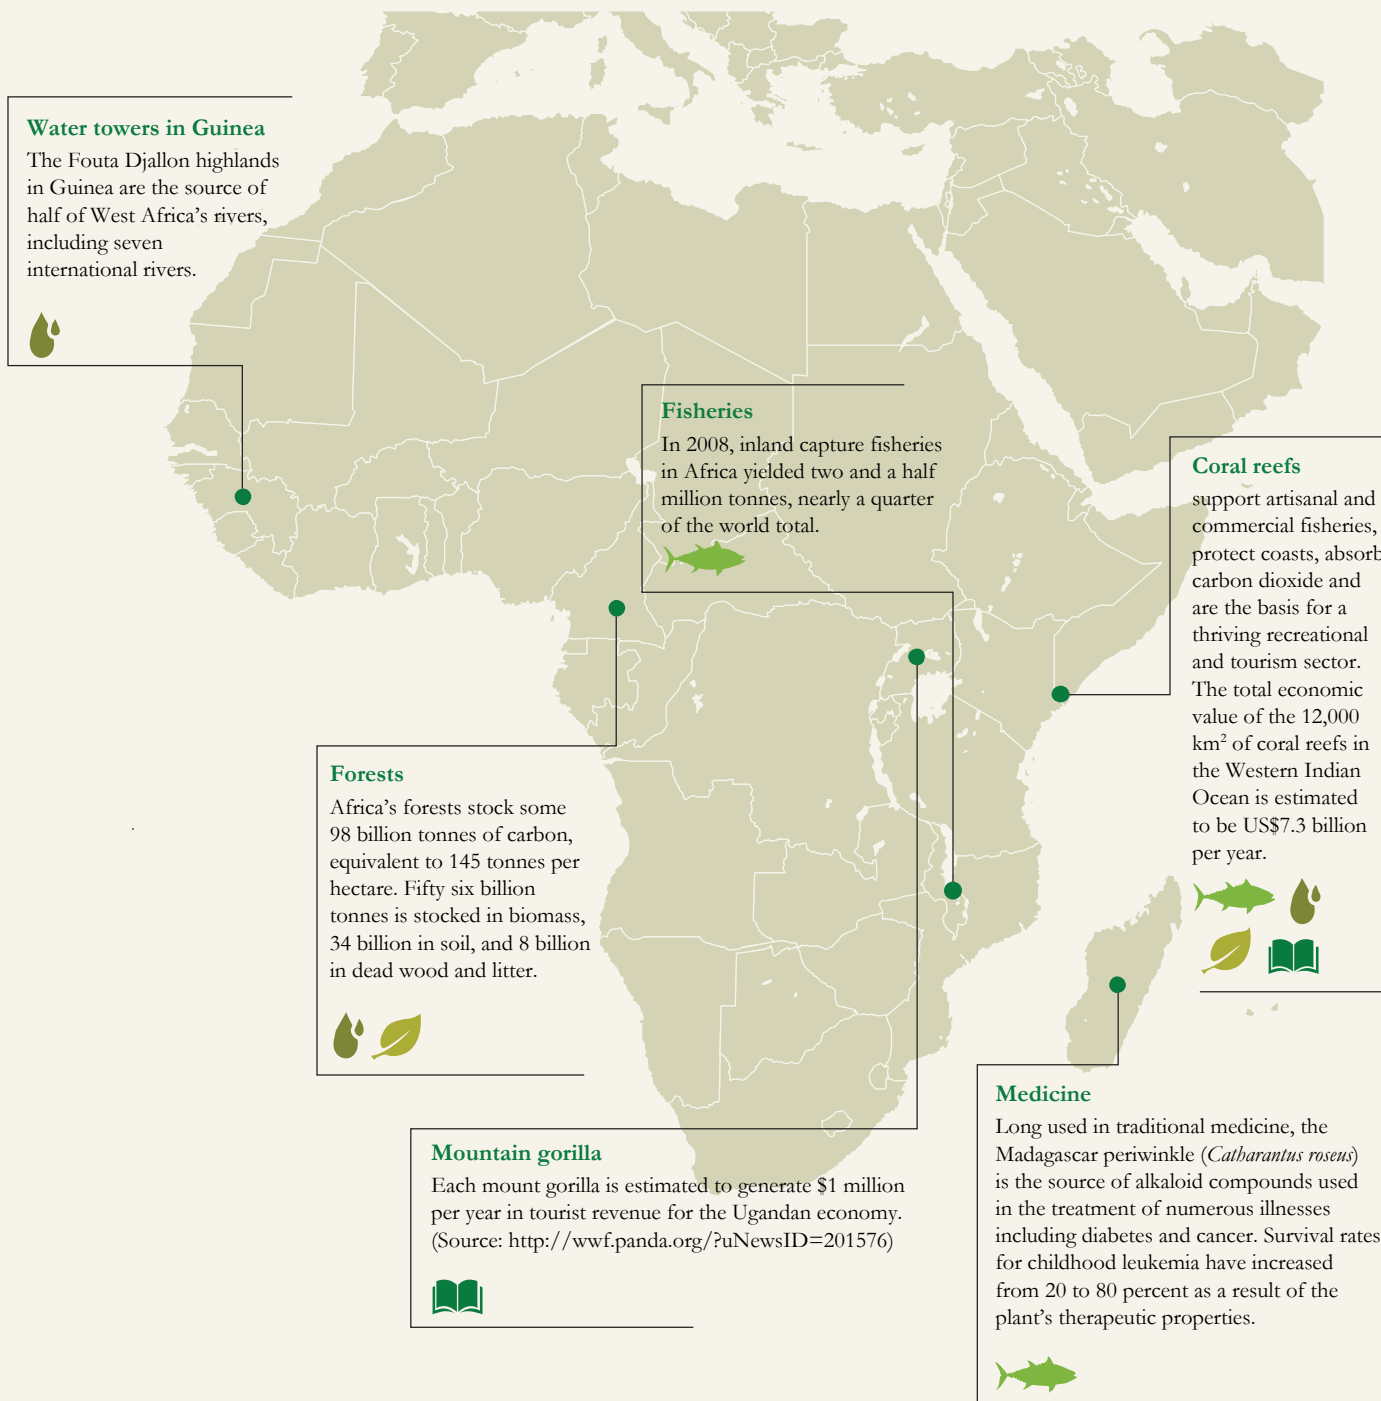 Water towers in Guinea
The Fouta Djallon highlands
in Guinea are the source of
half of West Africa's rivers,
including seven
international rivers.
Fisheries
In 2008, inland capture fisheries
in Africa yielded two and a half
million tonnes, nearly a quarter
of the world total.
Coral reefs
support artisanal and
commercial fisheries,
protect coasts, absorb
carbon dioxide and
are the basis for a
thriving recreational
and tourism sector.
The total economic
value of the 12,000
km² of coral reefs in
the Western Indian
Ocean is estimated
to be US$7.3 billion
per year.
Forests
Africa's forests stock some
98 billion tonnes of carbon,
equivalent to 145 tonnes per
hectare. Fifty six billion
tonnes is stocked in biomass,
34 billion in soil, and 8 billion
in dead wood and litter.
Mountain gorilla
Each mount gorilla is estimated to generate $1 million
per year in tourist revenue for the Ugandan economy.
(Source: http://wwf.panda.org/?uNewsID=201576)
Medicine
Long used in traditional medicine, the
Madagascar periwinkle (Catharantus roseus)
is the source of alkaloid compounds used
in the treatment of numerous illnesses
including diabetes and cancer. Survival rates
for childhood leukemia have increased
from 20 to 80 percent as a result of the
plant's therapeutic properties.